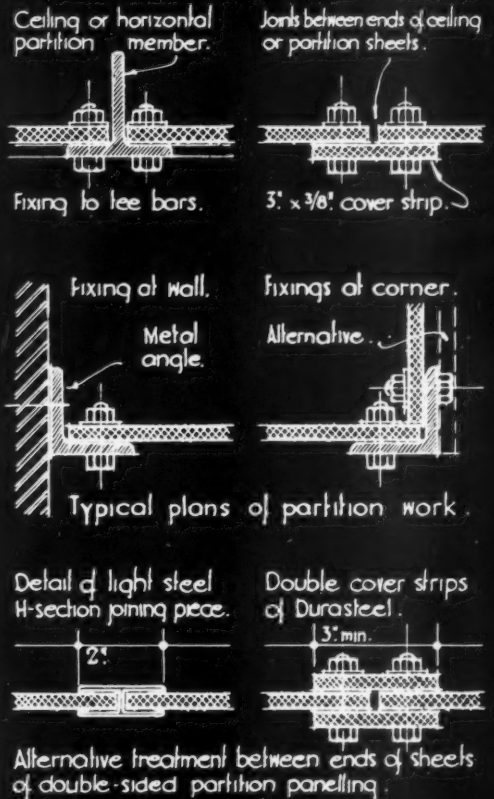 Ceiling or horizontal
partition member.
Joints between ends of ceiling
or partition sheets.
Fixing to tee bars.
3" x 3/8" cover strip.
Fixing at wall.
Fixings at corner.
Metal
angle.
Alternative.
Typical plans of partition work.
Detail of light steel
H-section joining piece.
Double cover strips
of Durasteel.
2"
3" min.
Alternative treatment between ends of sheets
of double-sided partition panelling.